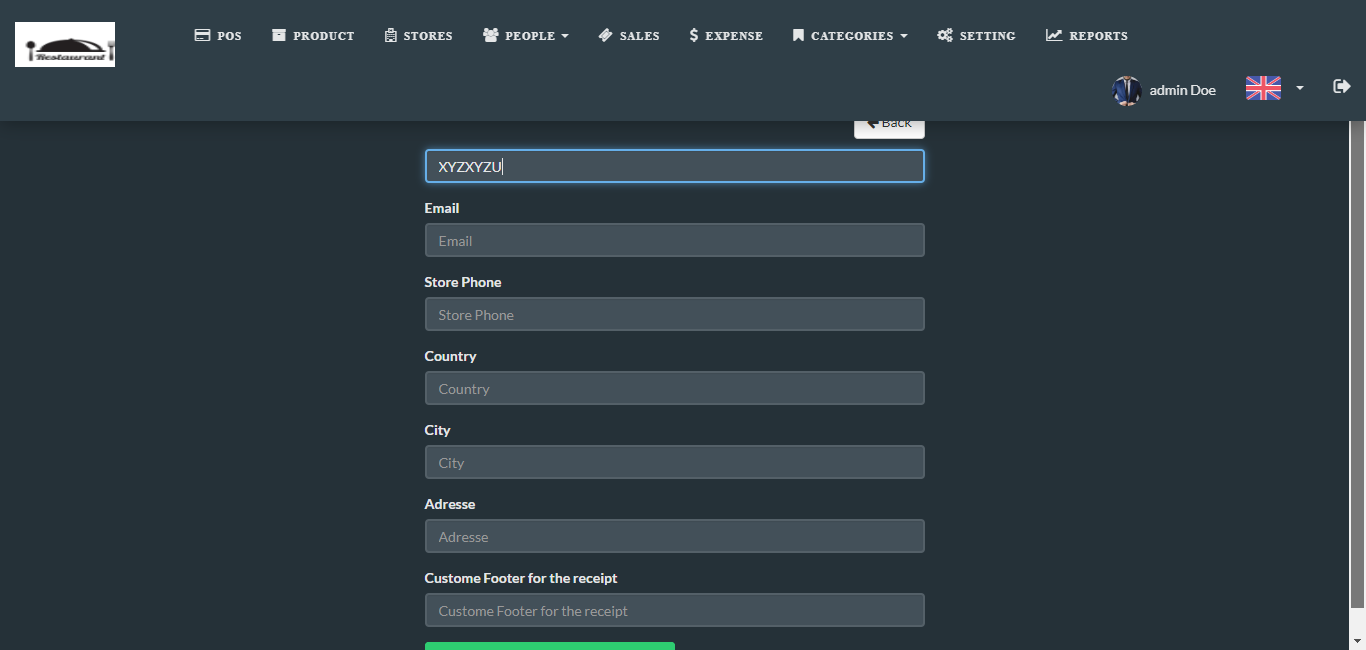 Restaurant
POS PRODUCT STORES PEOPLE SALES $ EXPENSE CATEGORIES SETTING REPORTS
admin Doe
Back
XYZXYZU
Email
Email
Store Phone
Store Phone
Country
Country
City
City
Adresse
Adresse
Custome Footer for the receipt
Custome Footer for the receipt